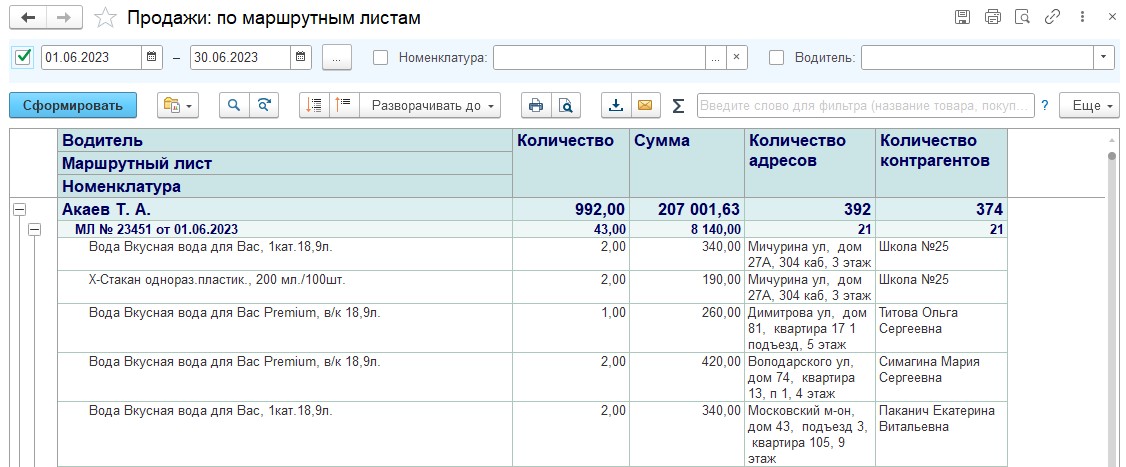 Продажи: по маршрутным листам
01.06.2023 – 30.06.2023 ... Номенклатура: ... × Водитель:
Сформировать Разворачивать до Σ Введите слово для фильтра (название товара, покуп... ? Еще
Водитель Количество Сумма Количество адресов Количество контрагентов
Маршрутный лист
Номенклатура
Акаев Т. А. 992,00 207 001,63 392 374
МЛ № 23451 от 01.06.2023 43,00 8 140,00 21 21
Вода Вкусная вода для Вас, 1кат.18,9л. 2,00 340,00 Мичурина ул, дом Школа №25
27А, 304 каб, 3 этаж
Х-Стакан однораз.пластик., 200 мл./100шт. 2,00 190,00 Мичурина ул, дом Школа №25
27А, 304 каб, 3 этаж
Вода Вкусная вода для Вас Premium, в/к 18,9л. 1,00 260,00 Димитрова ул, дом Титова Ольга
81, квартира 17 1 Сергеевна
подъезд, 5 этаж
Вода Вкусная вода для Вас Premium, в/к 18,9л. 2,00 420,00 Володарского ул, Симагина Мария
дом 74, квартира Сергеевна
13, п 1, 4 этаж
Вода Вкусная вода для Вас, 1кат.18,9л. 2,00 340,00 Московский м-он, Паканич Екатерина
дом 43, подъезд 3, Витальевна
квартира 105, 9
этаж